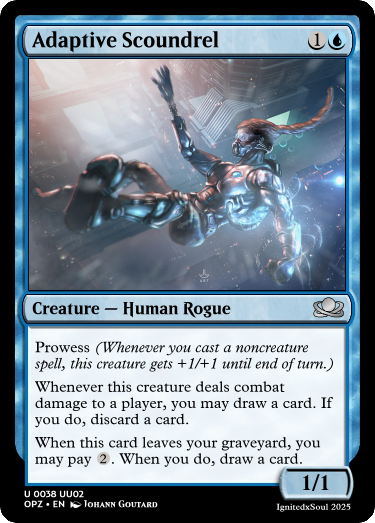 Adaptive Scoundrel 1
Creature — Human Rogue
Prowess (Whenever you cast a noncreature
spell, this creature gets +1/+1 until end of turn.)
Whenever this creature deals combat
damage to a player, you may draw a card. If
you do, discard a card.
When this card leaves your graveyard, you
may pay 2. When you do, draw a card.
1/1
U 0038 UU02
OPZ • EN Johann Goutard
IgnitedxSoul 2025